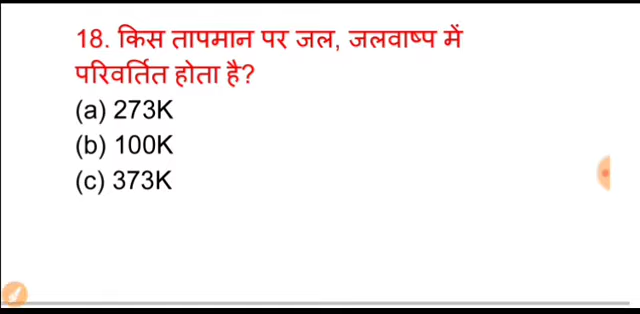 18. किस तापमान पर जल, जलवाष्प में
परिवर्तित होता है?
(a) 273K
(b) 100K
(c) 373K